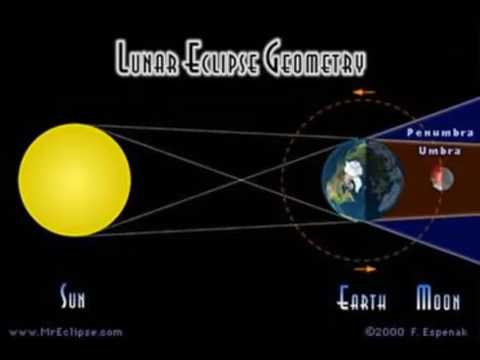 LUNAR ECLIPSE GEOMETRY
Penumbra
Umbra
SUN
EARTH
MOON
www.MrEclipse.com
©2000 F. Espenak